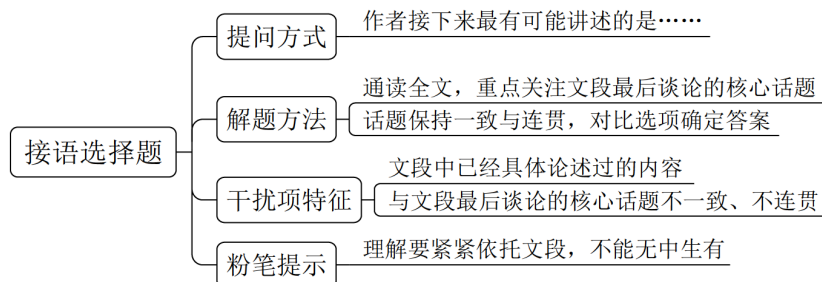 接语选择题
提问方式
作者接下来最有可能讲述的是……
解题方法
通读全文，重点关注文段最后谈论的核心话题
话题保持一致与连贯，对比选项确定答案
干扰项特征
文段中已经具体论述过的内容
与文段最后谈论的核心话题不一致、不连贯
粉笔提示
理解要紧紧依托文段，不能无中生有